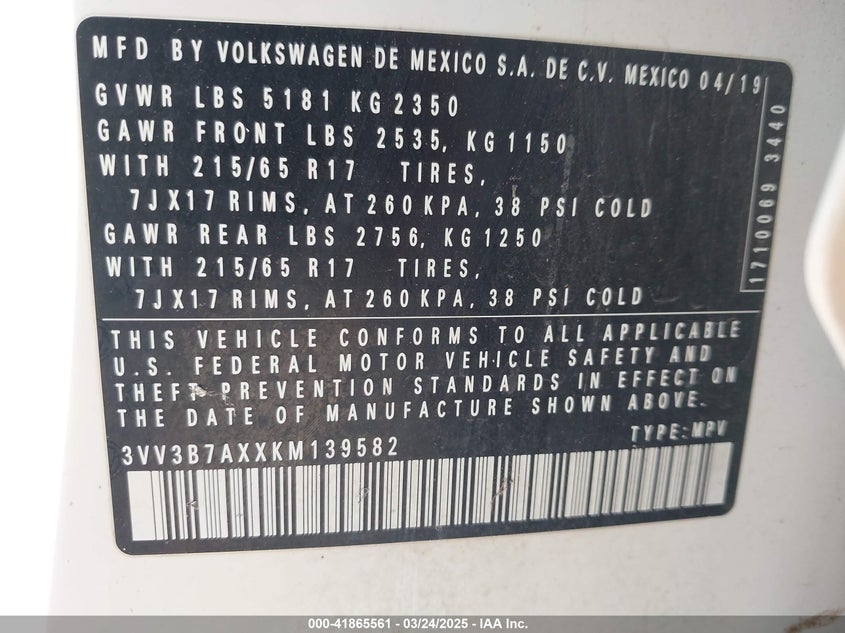 MFD BY VOLKSWAGEN DE MEXICO S.A. DE C.V. MEXICO 04/19
GVWR LBS 5181 KG 2350
GAWR FRONT LBS 2535, KG 1150
WITH 215/65 R17 TIRES,
7JX17 RIMS, AT 260 KPA, 38 PSI COLD
GAWR REAR LBS 2756, KG 1250
WITH 215/65 R17 TIRES,
7JX17 RIMS, AT 260 KPA, 38 PSI COLD
1710069 3440
THIS VEHICLE CONFORMS TO ALL APPLICABLE
U.S. FEDERAL MOTOR VEHICLE SAFETY AND
THEFT PREVENTION STANDARDS IN EFFECT ON
THE DATE OF MANUFACTURE SHOWN ABOVE.
3VV3B7AXXKM139582 TYPE: MPV
000-41865561 - 03/24/2025 - IAA Inc.